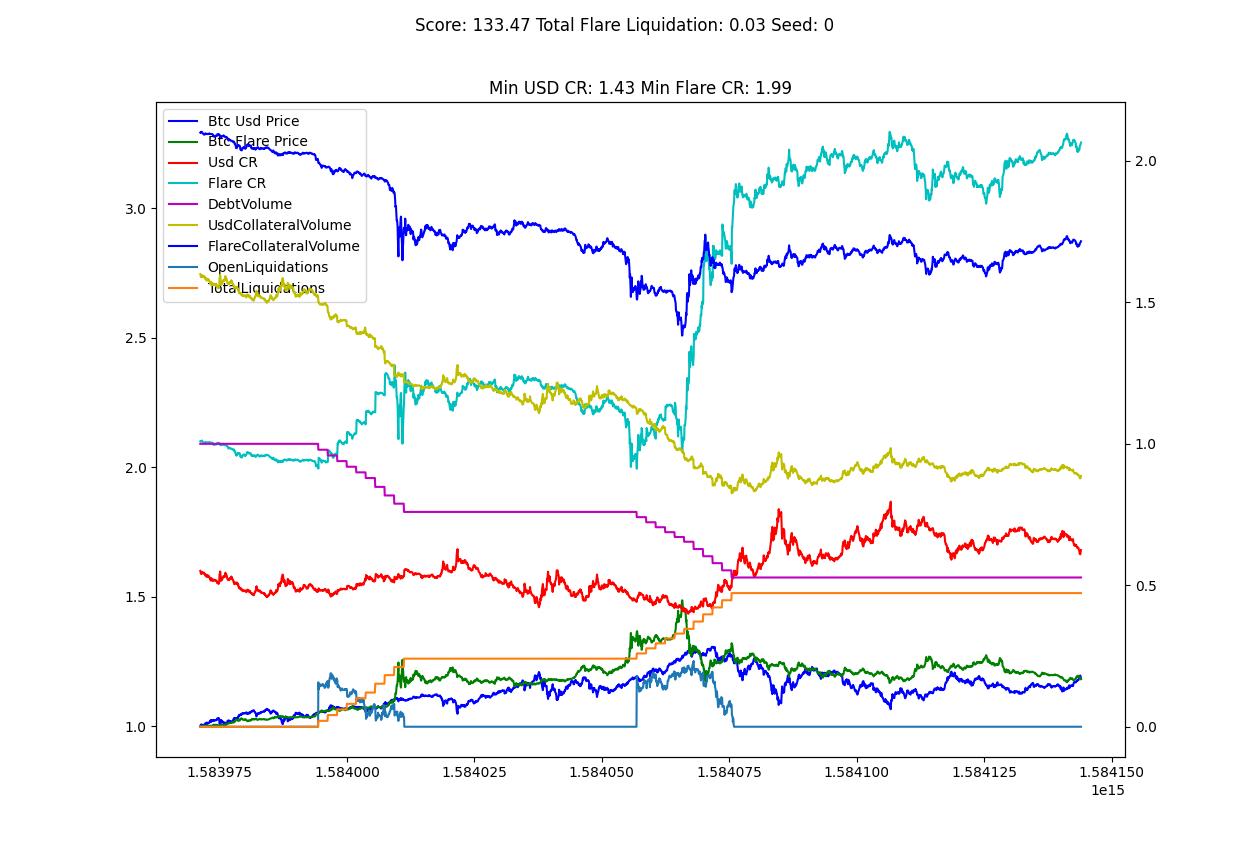 Score: 133.47 Total Flare Liquidation: 0.03 Seed: 0
Min USD CR: 1.43 Min Flare CR: 1.99
Btc Usd Price
Btc Flare Price
Usd CR
Flare CR
DebtVolume
UsdCollateralVolume
FlareCollateralVolume
OpenLiquidations
TotalLiquidations
3.0
2.5
2.0
1.5
1.0
2.0
1.5
1.0
0.5
0.0
1.583975 1.584000 1.584025 1.584050 1.584075 1.584100 1.584125 1.584150
1e15